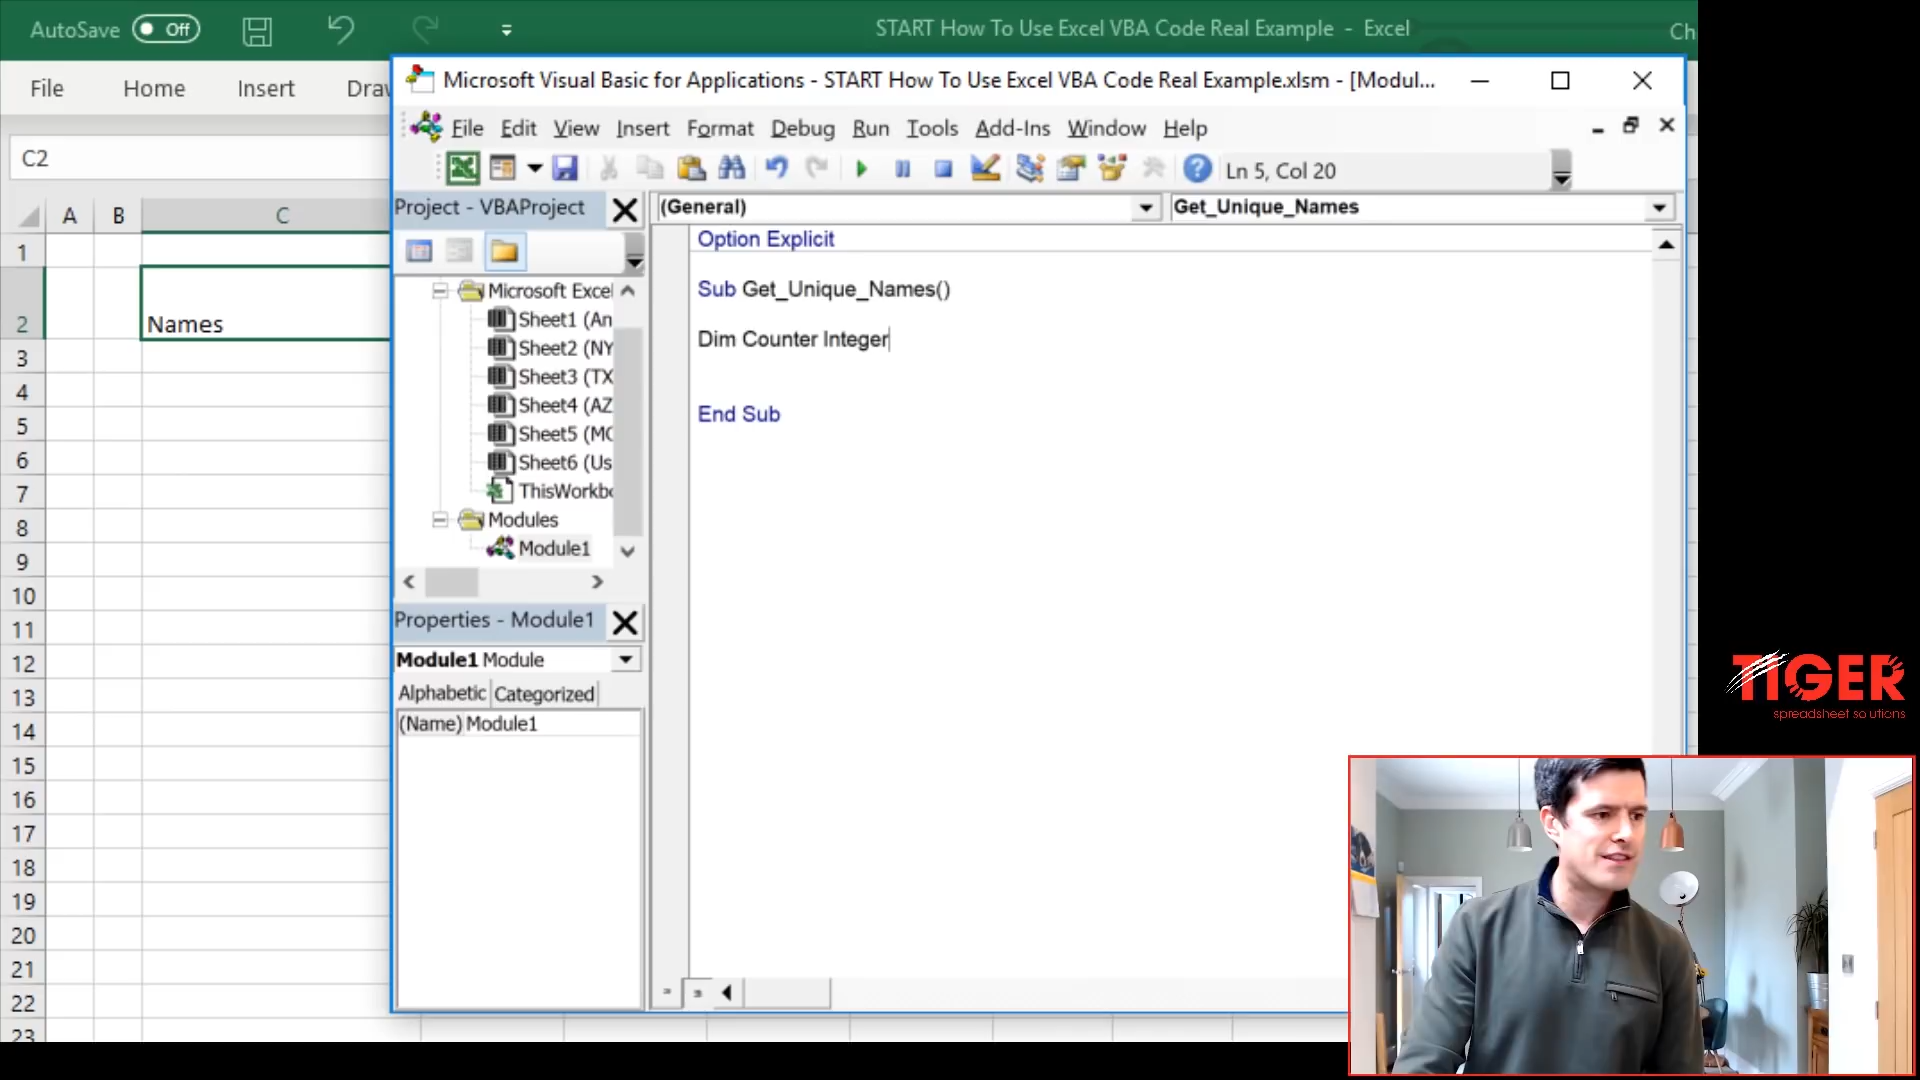 AutoSave Off START How To Use Excel VBA Code Real Example - Excel Ch
File Home Insert Draw
C2
A B C
1
2 Names
3
4
5
6
7
8
9
10
11
12
13
14
15
16
17
18
19
20
21
22
23
Microsoft Visual Basic for Applications - START How To Use Excel VBA Code Real Example.xlsm - [Modul...
File Edit View Insert Format Debug Run Tools Add-Ins Window Help
Ln 5, Col 20
Project - VBAProject
Microsoft Excel
Sheet1 (An
Sheet2 (NY
Sheet3 (TX
Sheet4 (AZ
Sheet5 (MO
Sheet6 (Us
ThisWorkbo
Modules
Module1
Properties - Module1
Module1 Module
Alphabetic Categorized
(Name) Module1
(General) Get_Unique_Names
Option Explicit
Sub Get_Unique_Names()
Dim Counter Integer
End Sub
TIGER
spreadsheet solutions